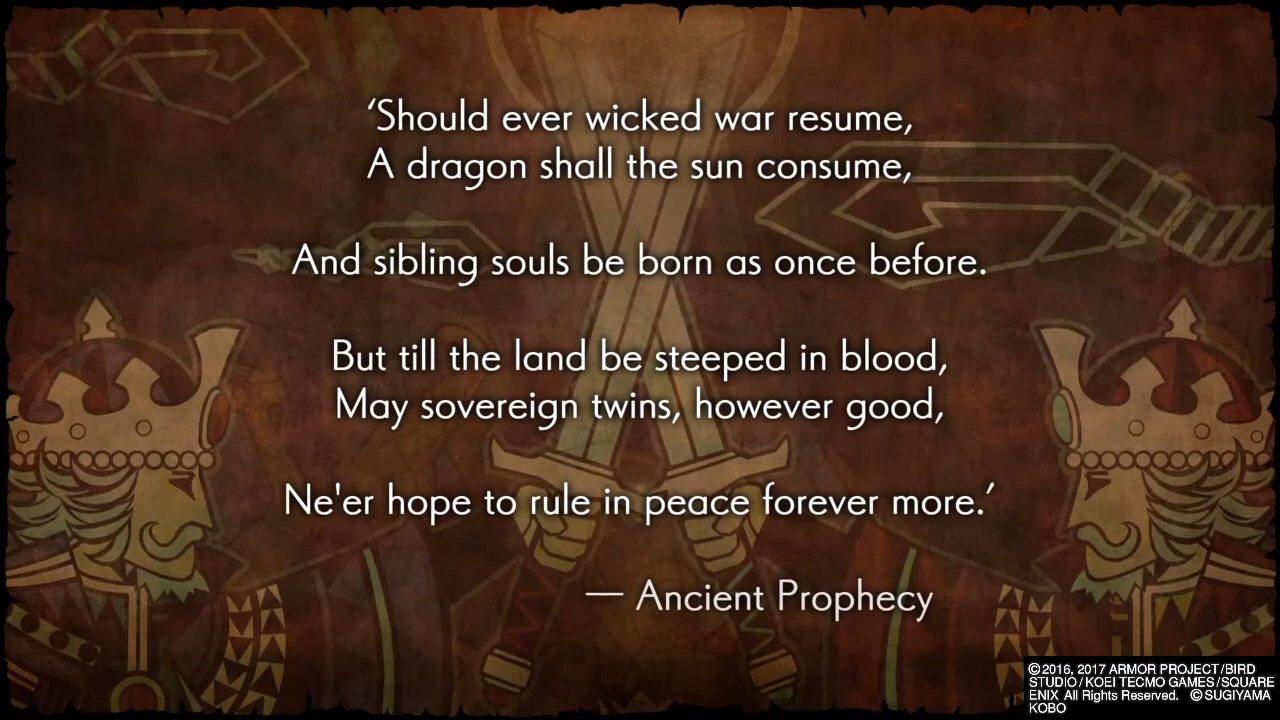 ‘Should ever wicked war resume,
A dragon shall the sun consume,
And sibling souls be born as once before.
But till the land be steeped in blood,
May sovereign twins, however good,
Ne'er hope to rule in peace forever more.’
— Ancient Prophecy
©2016, 2017 ARMOR PROJECT/BIRD
STUDIO/KOEI TECMO GAMES/SQUARE
ENIX All Rights Reserved. ©SUGIYAMA
KOBO